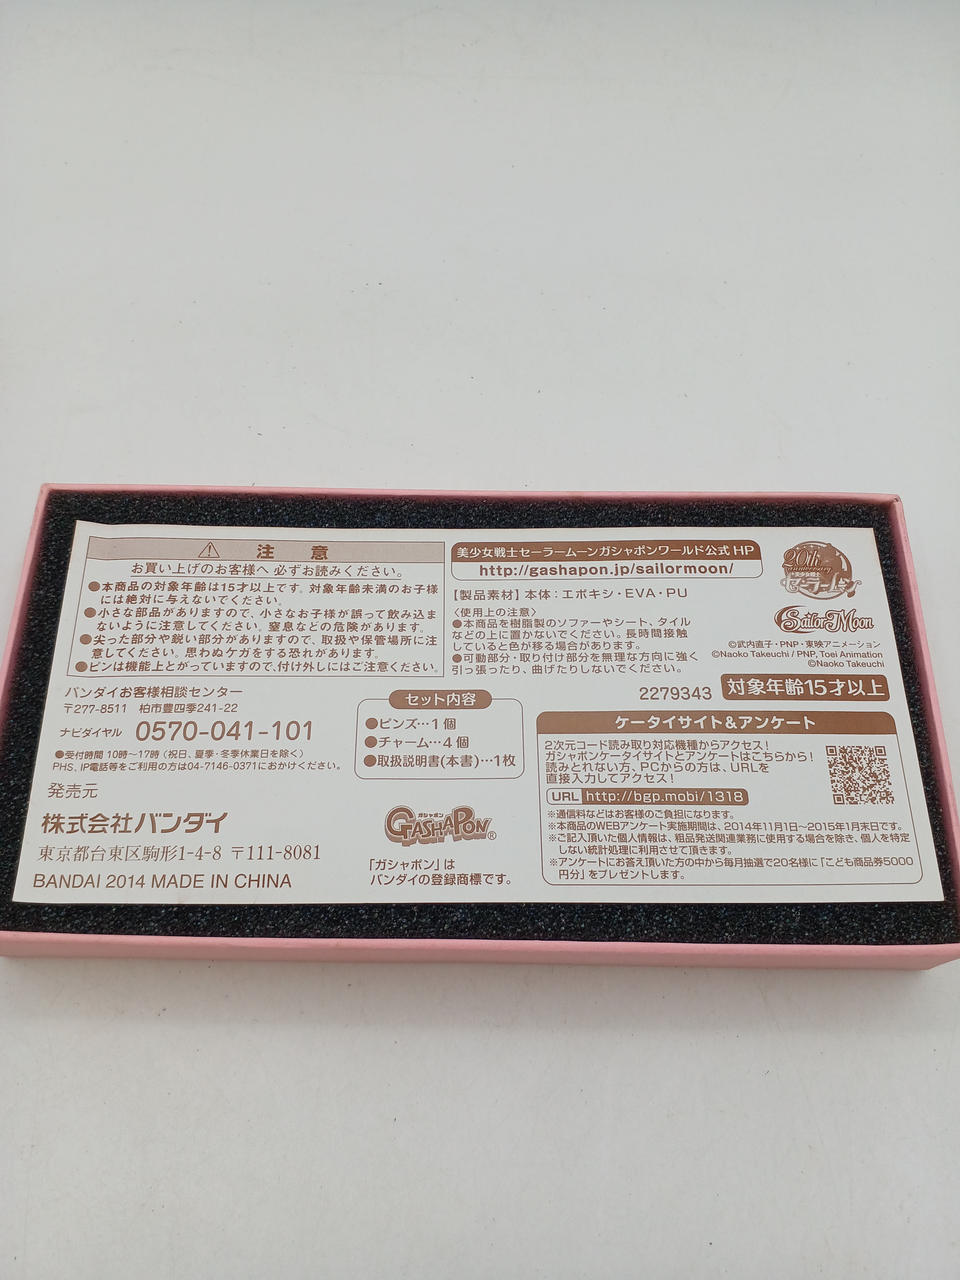 ⚠ 注 意
お買い上げのお客様へ 必ずお読みください。
●本商品の対象年齢は15才以上です。対象年齢未満のお子様
には絶対に与えないでください。
●小さな部品がありますので、小さなお子様が誤って飲み込ま
ないように注意してください。窒息などの危険があります。
●尖った部分や鋭い部分がありますので、取扱や保管場所に注
意してください。思わぬケガをする恐れがあります。
●ピンは機能上とがっていますので、付け外しにはご注意ください。
バンダイお客様相談センター
〒277-8511 柏市豊四季241-22
ナビダイヤル 0570-041-101
●受付時間 10時〜17時（祝日、夏季・冬季休業日を除く）
PHS、IP電話等をご利用の方は04-7146-0371におかけください。
発売元
株式会社バンダイ
東京都台東区駒形1-4-8 〒111-8081
BANDAI 2014 MADE IN CHINA
セット内容
●ピンズ…1個
●チャーム…4個
●取扱説明書(本書)…1枚
ガシャポン
GASHAPON®
「ガシャポン」は
バンダイの登録商標です。
美少女戦士セーラームーンガシャポンワールド公式 HP
http://gashapon.jp/sailormoon/
【製品素材】本体：エポキシ・EVA・PU
〈使用上の注意〉
●本商品を樹脂製のソファーやシート、タイル
などの上に置かないでください。長時間接触
していると色が移る場合があります。
●可動部分・取り付け部分を無理な方向に強く
引っ張ったり、曲げたりしないでください。
20th
anniversary
美少女戦士
セーラームーン
Sailor Moon
©武内直子・PNP・東映アニメーション
©Naoko Takeuchi / PNP, Toei Animation
©Naoko Takeuchi
2279343 対象年齢15才以上
ケータイサイト&アンケート
2次元コード読み取り対応機種からアクセス！
ガシャポンケータイサイトとアンケートはこちらから！
読みとれない方、PCからの方は、URLを
直接入力してアクセス！
URL http://bgp.mobi/1318
※通信料などはお客様のご負担になります。
※本商品のWEBアンケート実施期間は、2014年11月1日〜2015年1月末日です。
※ご記入頂いた個人情報は、粗品発送関連業務に使用する場合を除き、個人を特定
しない統計処理に利用させて頂きます。
※アンケートにお答え頂いた方の中から毎月抽選で20名様に「こども商品券5000
円分」をプレゼントします。